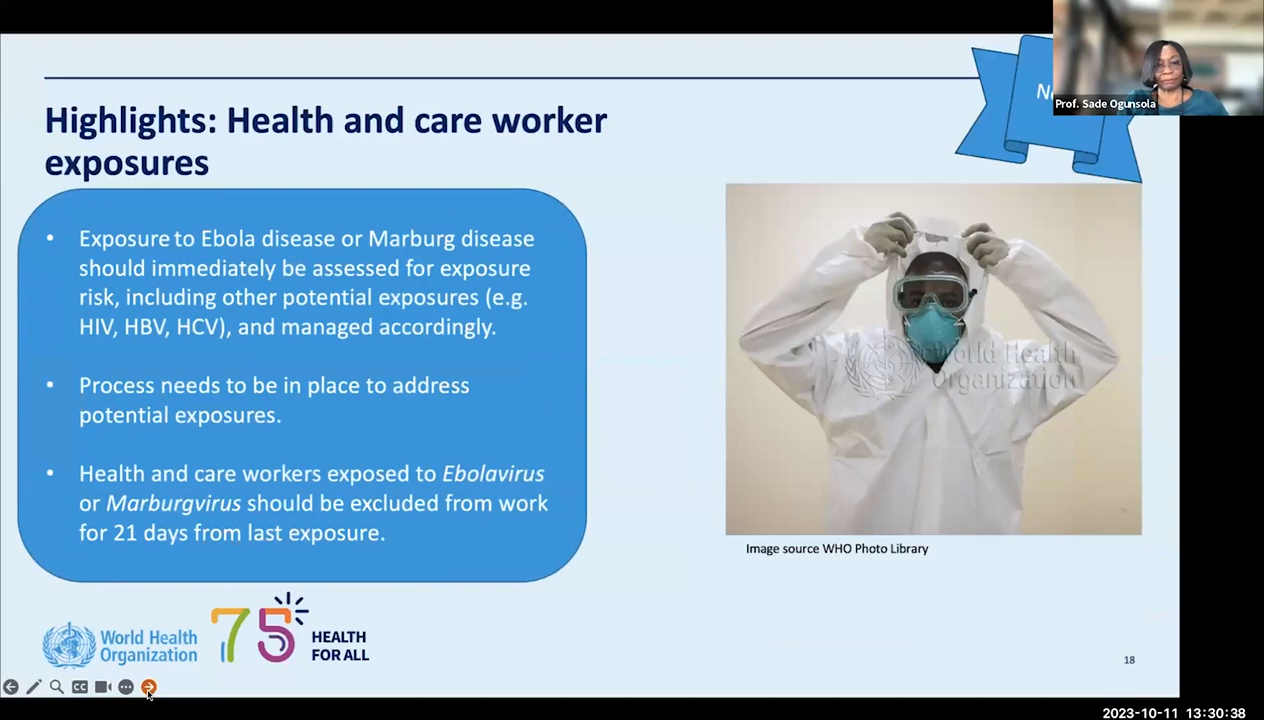 Prof. Sade Ogunsola
Highlights: Health and care worker
exposures
• Exposure to Ebola disease or Marburg disease
should immediately be assessed for exposure
risk, including other potential exposures (e.g.
HIV, HBV, HCV), and managed accordingly.
• Process needs to be in place to address
potential exposures.
• Health and care workers exposed to Ebolavirus
or Marburgvirus should be excluded from work
for 21 days from last exposure.
World Health
Organization
Image source WHO Photo Library
World Health
Organization
75
HEALTH
FOR ALL
18
CC
2023-10-11 13:30:38